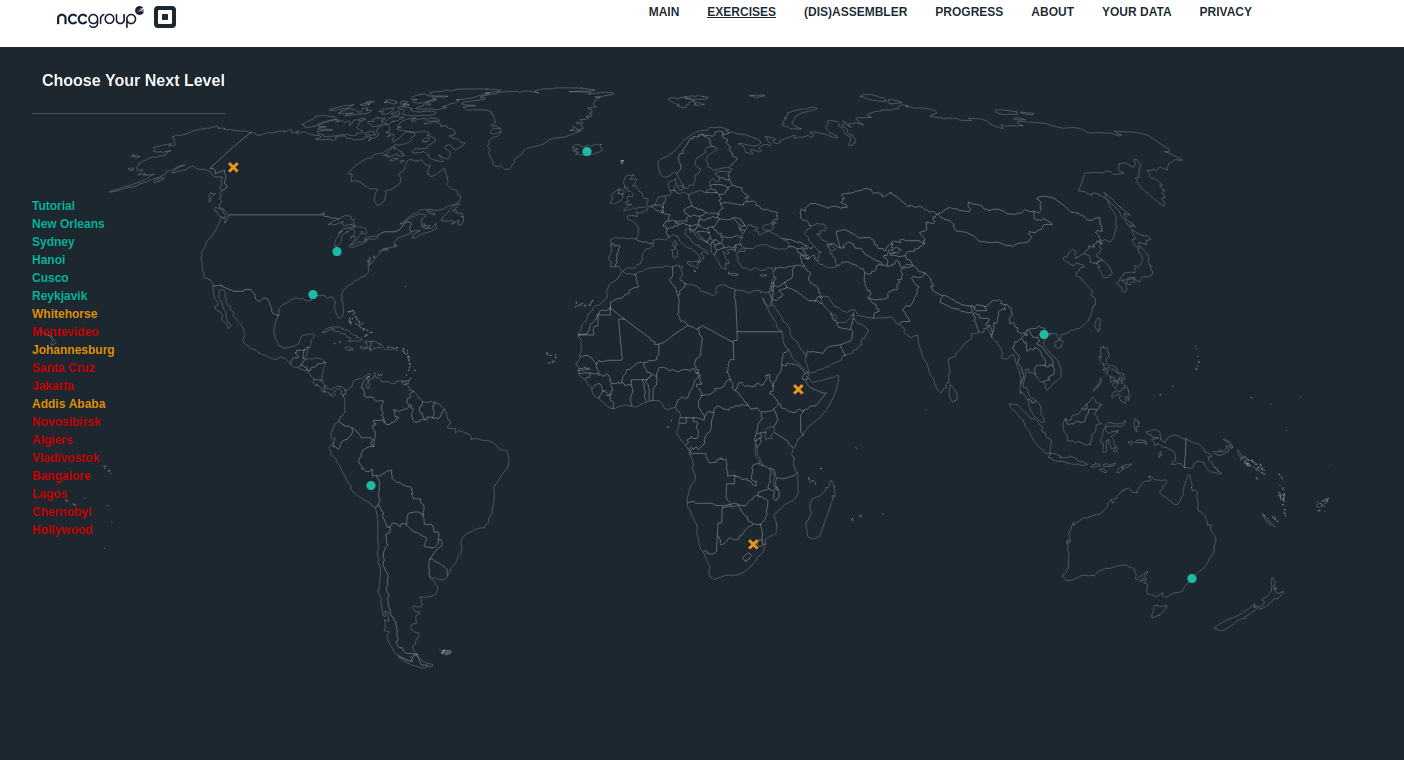 nccgroup
MAIN EXERCISES (DIS)ASSEMBLER PROGRESS ABOUT YOUR DATA PRIVACY
Choose Your Next Level
Tutorial
New Orleans
Sydney
Hanoi
Cusco
Reykjavik
Whitehorse
Montevideo
Johannesburg
Santa Cruz
Jakarta
Addis Ababa
Novosibirsk
Algiers
Vladivostok
Bangalore
Lagos
Chernobyl
Hollywood